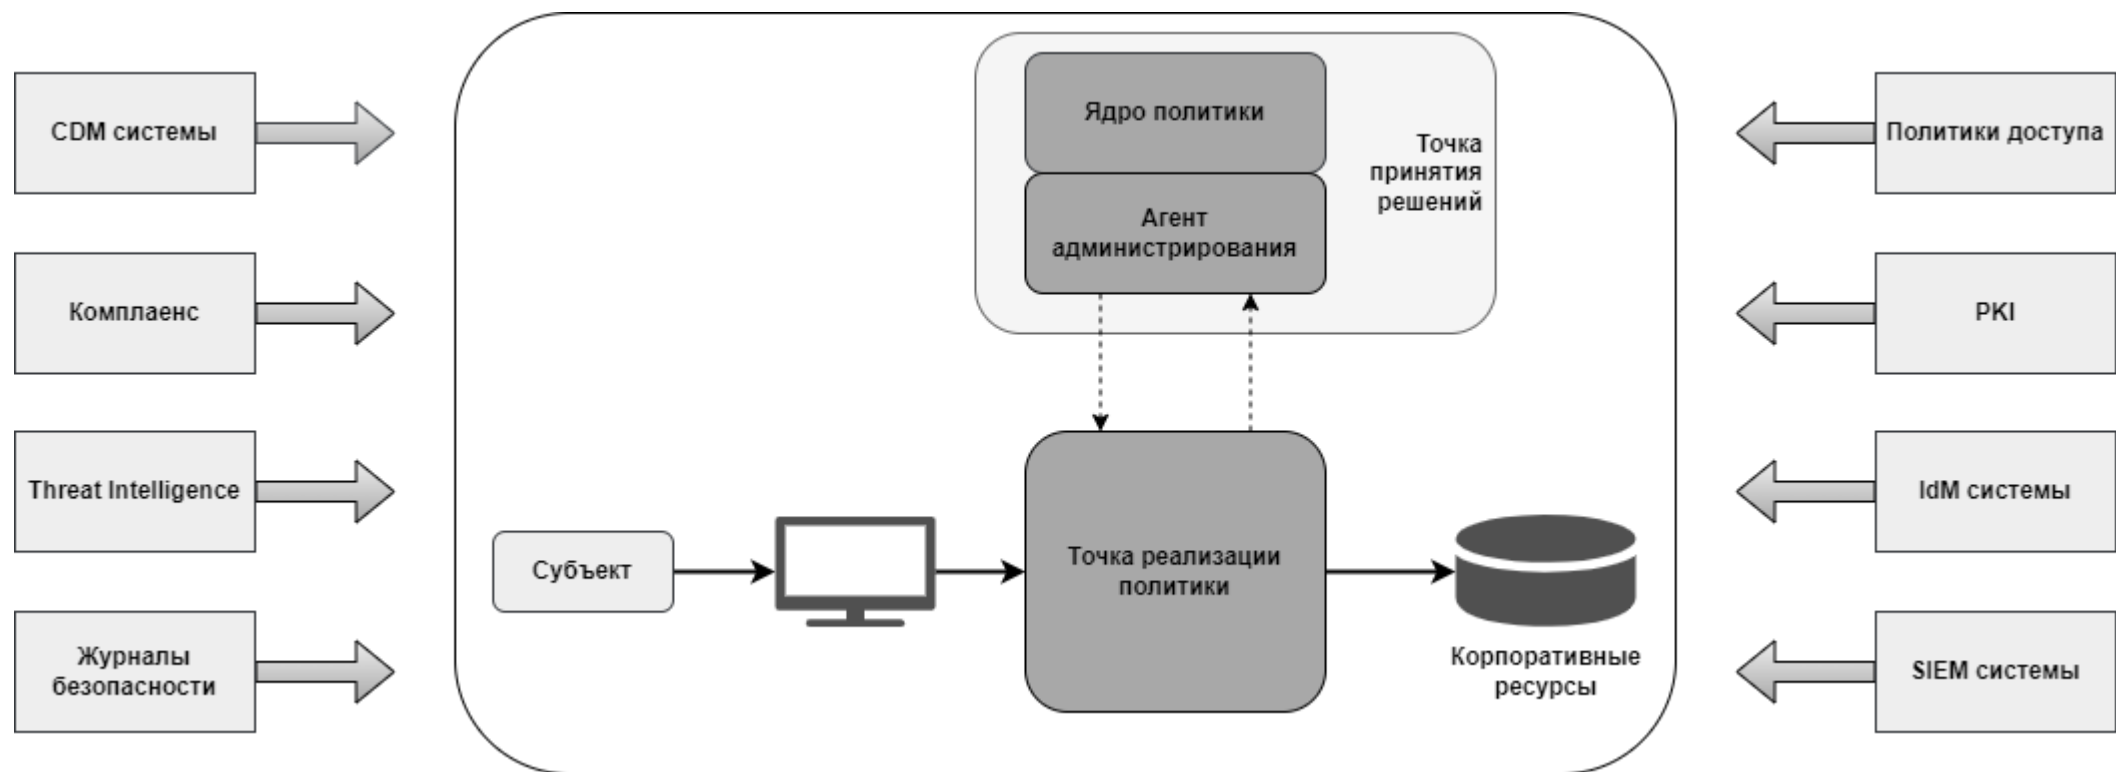 CDM системы
Комплаенс
Threat Intelligence
Журналы
безопасности
Ядро политики
Агент
администрирования
Точка
принятия
решений
Субъект
Точка реализации
политики
Корпоративные
ресурсы
Политики доступа
PKI
IdM системы
SIEM системы